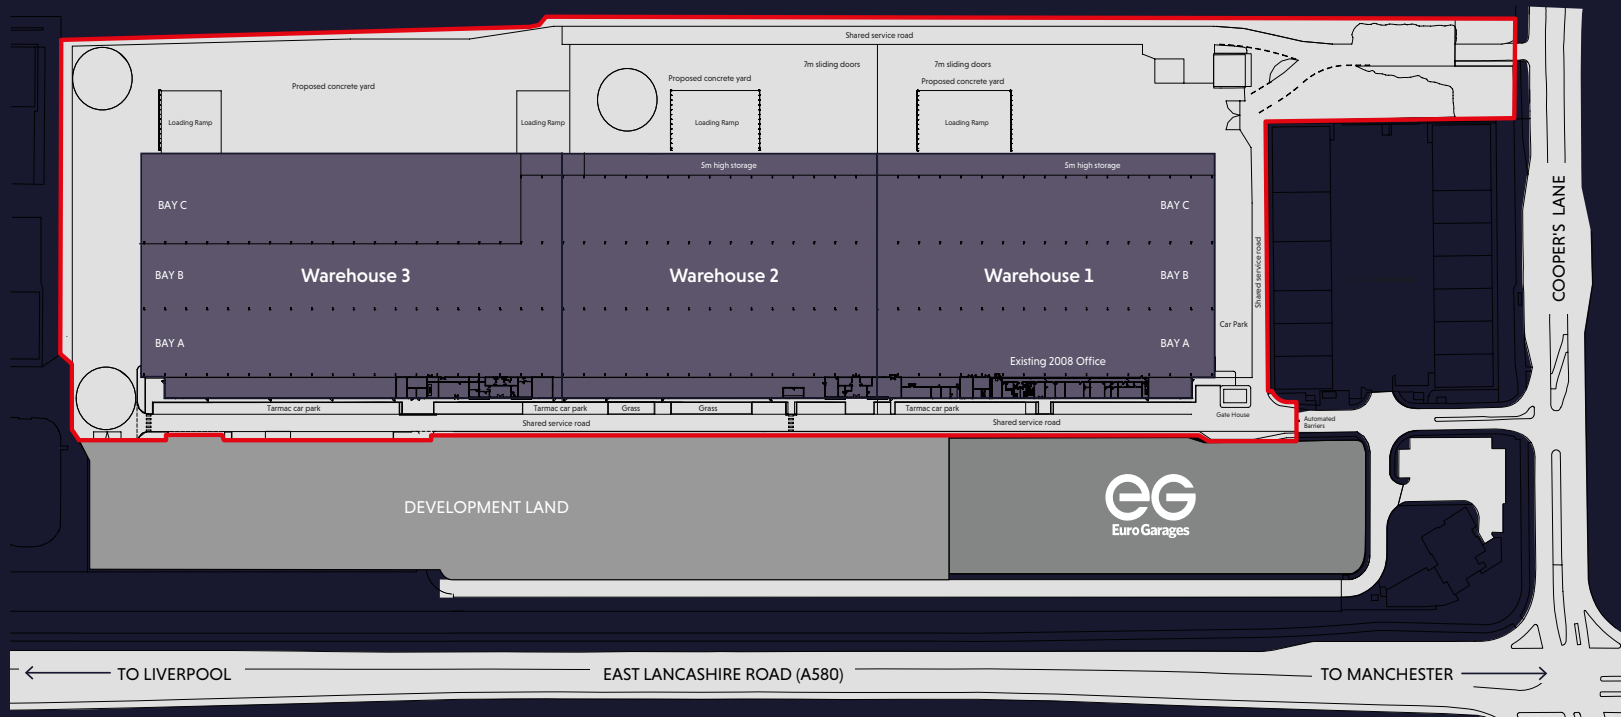 Shared service road
7m sliding doors
7m sliding doors
Proposed concrete yard
Proposed concrete yard
Proposed concrete yard
Loading Ramp
Loading Ramp
Loading Ramp
Loading Ramp
5m high storage
5m high storage
BAY C
BAY C
COOPER'S LANE
BAY B
Warehouse 3
Warehouse 2
Warehouse 1
BAY B
Shared service road
Car Park
BAY A
BAY A
Existing 2008 Office
Tarmac car park
Tarmac car park
Grass
Grass
Tarmac car park
Gate House
Shared service road
Shared service road
Automated
Barriers
DEVELOPMENT LAND
eG
Euro Garages
TO LIVERPOOL
EAST LANCASHIRE ROAD (A580)
TO MANCHESTER